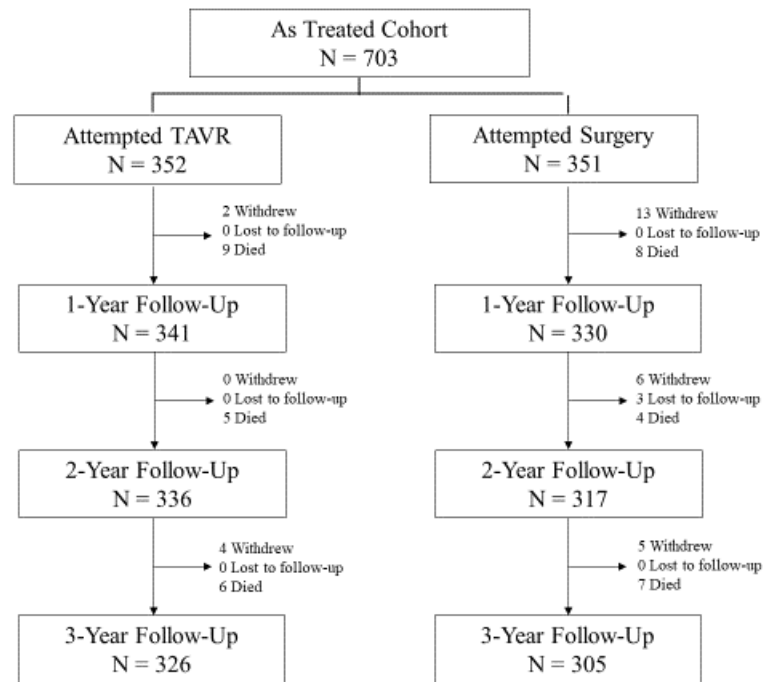 As Treated Cohort
N = 703
Attempted TAVR
N = 352
Attempted Surgery
N = 351
2 Withdrew
0 Lost to follow-up
9 Died
13 Withdrew
0 Lost to follow-up
8 Died
1-Year Follow-Up
N = 341
1-Year Follow-Up
N = 330
0 Withdrew
0 Lost to follow-up
5 Died
6 Withdrew
3 Lost to follow-up
4 Died
2-Year Follow-Up
N = 336
2-Year Follow-Up
N = 317
4 Withdrew
0 Lost to follow-up
6 Died
5 Withdrew
0 Lost to follow-up
7 Died
3-Year Follow-Up
N = 326
3-Year Follow-Up
N = 305